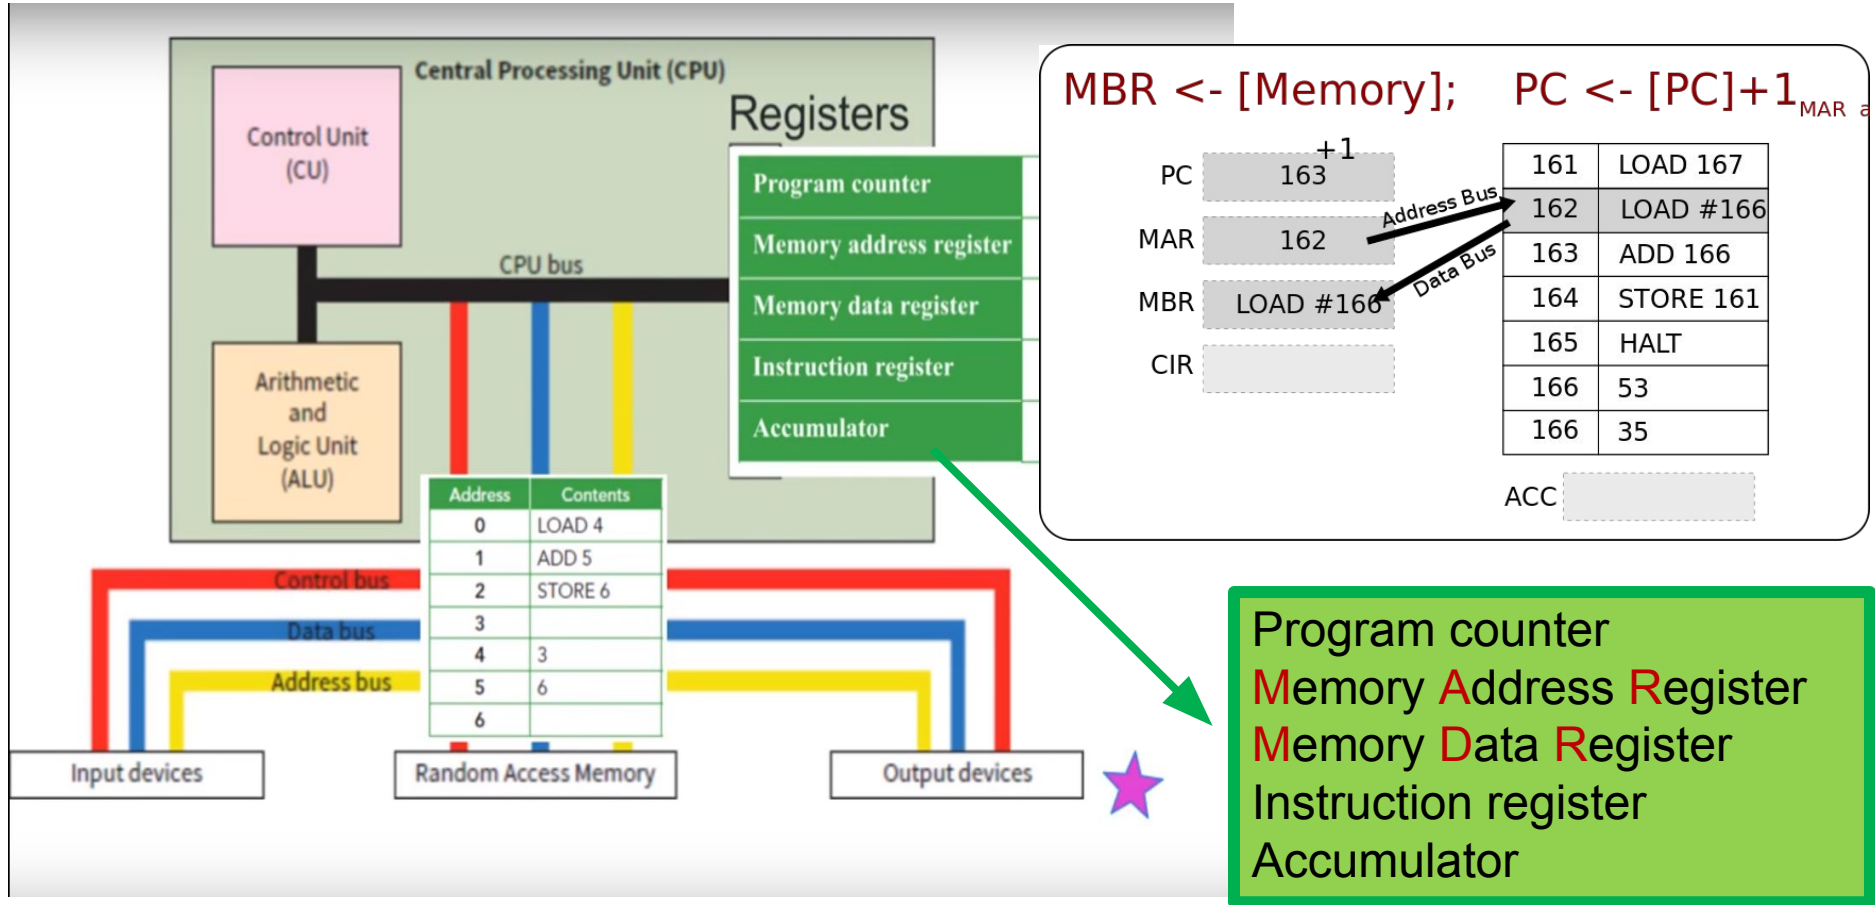 Central Processing Unit (CPU)
Control Unit
(CU)
Registers
Program counter
Memory address register
Memory data register
Instruction register
Accumulator
CPU bus
Arithmetic
and
Logic Unit
(ALU)
Address Contents
0 LOAD 4
1 ADD 5
2 STORE 6
3
4 3
5 6
6
Control bus
Data bus
Address bus
Input devices
Random Access Memory
Output devices
MBR <- [Memory]; PC <- [PC]+1
MAR a
+1
PC 163
MAR 162
MBR LOAD #166
CIR
Address Bus
Data Bus
161 LOAD 167
162 LOAD #166
163 ADD 166
164 STORE 161
165 HALT
166 53
166 35
ACC
Program counter
Memory Address Register
Memory Data Register
Instruction register
Accumulator